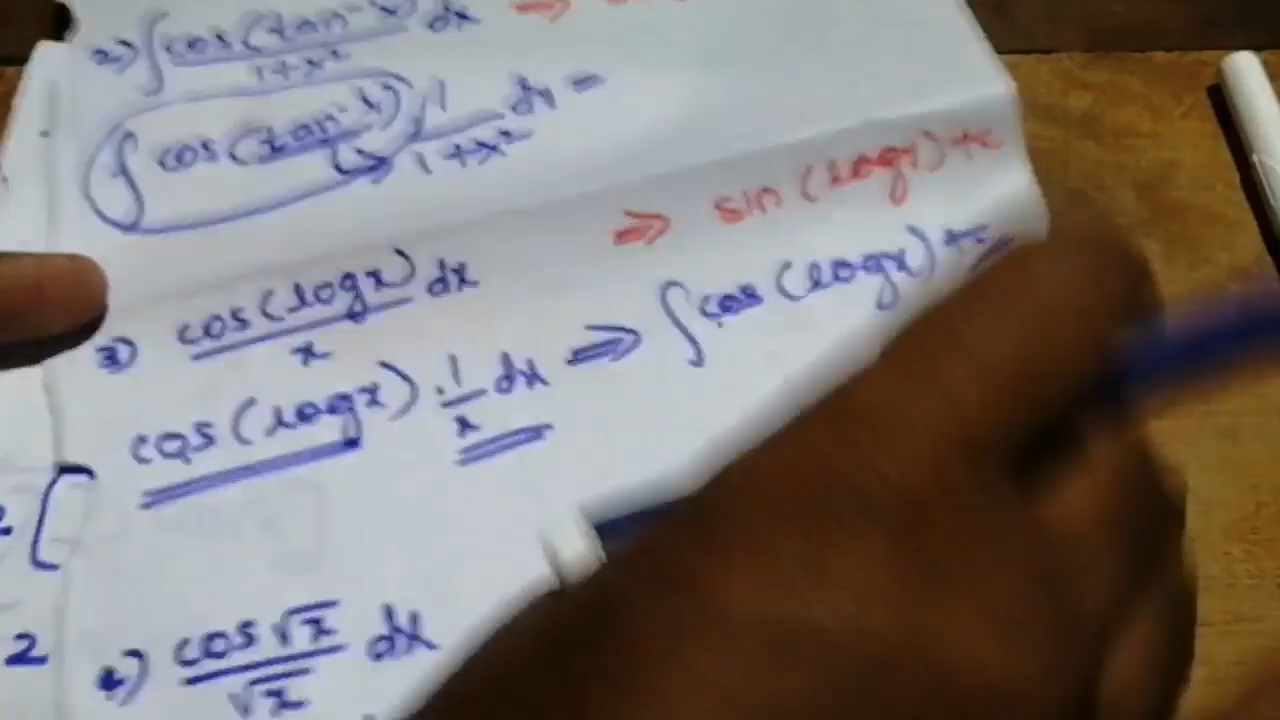 2) ∫ cos(tan⁻¹x)/1+x² dx ⇒
∫ cos(tan⁻¹x) 1/1+x² dx =
⇒ sin (logx)+c
3) cos(logx)/x dx
cos(logx) . 1/x dx ⇒ ∫ cos (logx)+c
[
2 4) cos √x/√x dx